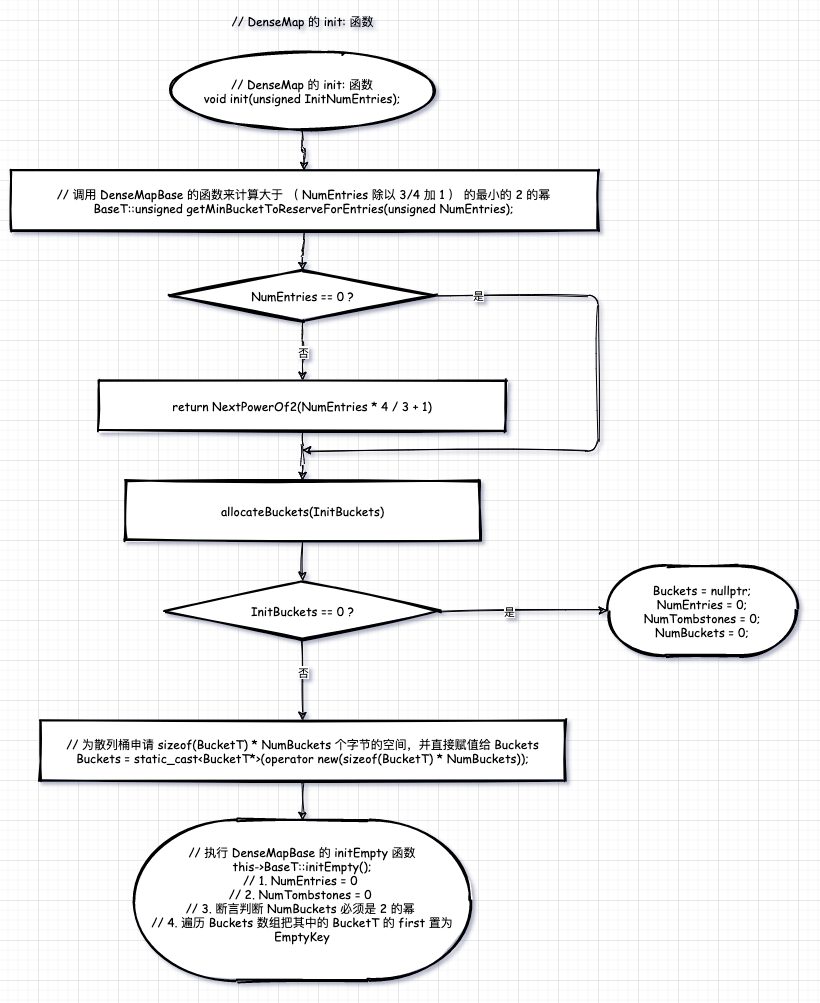 // DenseMap 的 init: 函数
// DenseMap 的 init: 函数
void init(unsigned InitNumEntries);
// 调用 DenseMapBase 的函数来计算大于 （ NumEntries 除以 3/4 加 1 ） 的最小的 2 的幂
BaseT::unsigned getMinBucketToReserveForEntries(unsigned NumEntries);
NumEntries == 0 ?
是
否
return NextPowerOf2(NumEntries * 4 / 3 + 1)
allocateBuckets(InitBuckets)
InitBuckets == 0 ?
是
Buckets = nullptr;
NumEntries = 0;
NumTombstones = 0;
NumBuckets = 0;
否
// 为散列桶申请 sizeof(BucketT) * NumBuckets 个字节的空间，并直接赋值给 Buckets
Buckets = static_cast<BucketT*>(operator new(sizeof(BucketT) * NumBuckets));
// 执行 DenseMapBase 的 initEmpty 函数
this->BaseT::initEmpty();
// 1. NumEntries = 0
// 2. NumTombstones = 0
// 3. 断言判断 NumBuckets 必须是 2 的幂
// 4. 遍历 Buckets 数组把其中的 BucketT 的 first 置为
EmptyKey